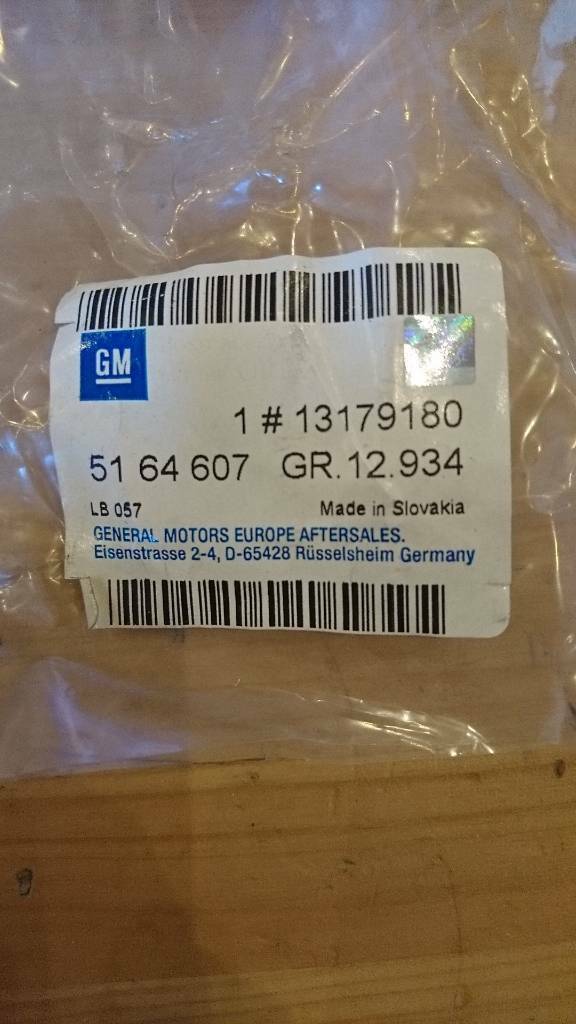 GM
1 # 13179180
51 64 607 GR.12.934
LB 057 Made in Slovakia
GENERAL MOTORS EUROPE AFTERSALES.
Eisenstrasse 2-4, D-65428 Rüsselsheim Germany